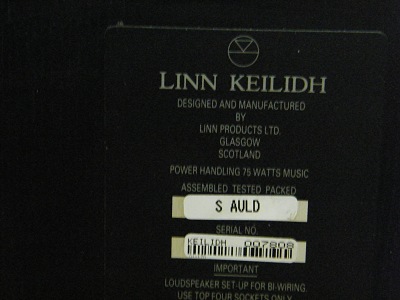 LINN KEILIDH
DESIGNED AND MANUFACTURED
BY
LINN PRODUCTS LTD.
GLASGOW
SCOTLAND
POWER HANDLING 75 WATTS MUSIC
ASSEMBLED TESTED PACKED
S AULD
SERIAL NO.
KEILIDH 007808
IMPORTANT
LOUDSPEAKER SET-UP FOR BI-WIRING
USE TOP FOUR SOCKETS ONLY